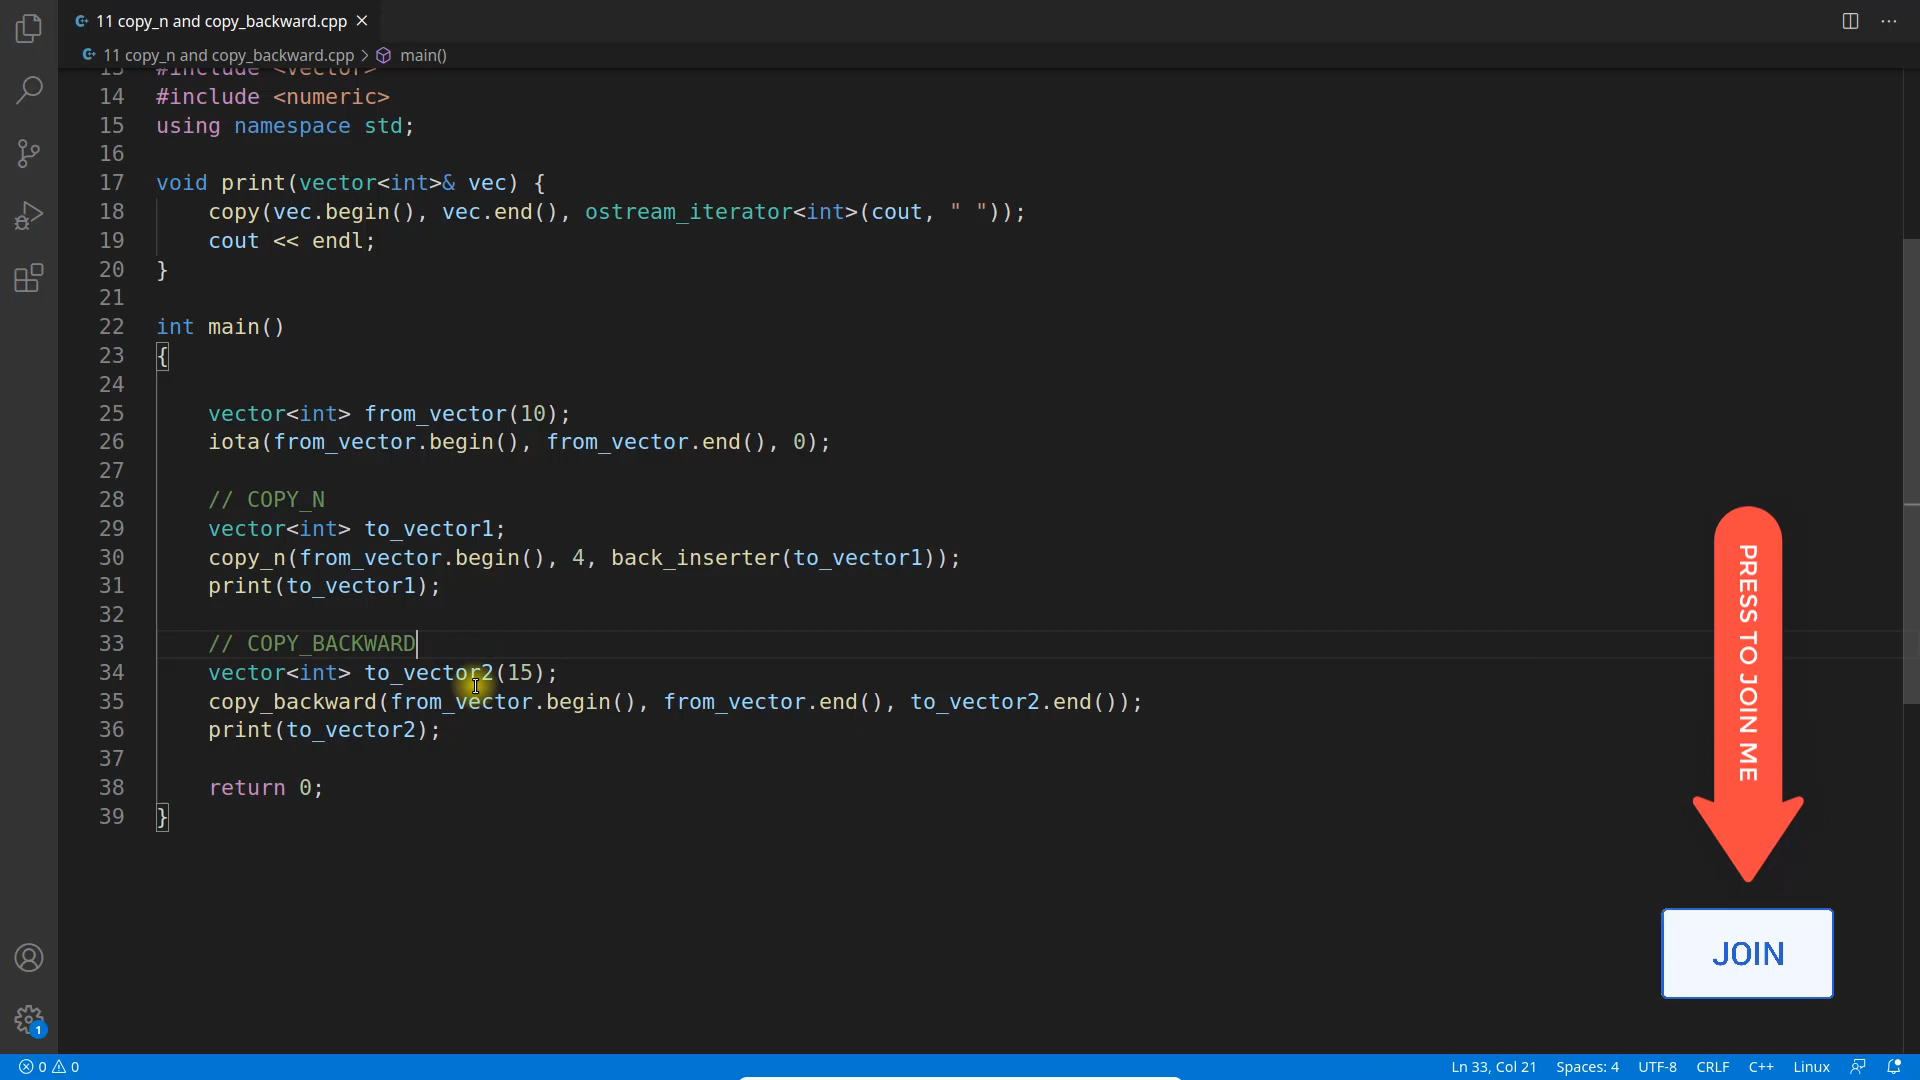 11 copy_n and copy_backward.cpp
11 copy_n and copy_backward.cpp > main()
13 #include <vector>
14 #include <numeric>
15 using namespace std;
16
17 void print(vector<int>& vec) {
18 copy(vec.begin(), vec.end(), ostream_iterator<int>(cout, " "));
19 cout << endl;
20 }
21
22 int main()
23 {
24
25 vector<int> from_vector(10);
26 iota(from_vector.begin(), from_vector.end(), 0);
27
28 // COPY_N
29 vector<int> to_vector1;
30 copy_n(from_vector.begin(), 4, back_inserter(to_vector1));
31 print(to_vector1);
32
33 // COPY_BACKWARD
34 vector<int> to_vector2(15);
35 copy_backward(from_vector.begin(), from_vector.end(), to_vector2.end());
36 print(to_vector2);
37
38 return 0;
39 }
PRESS TO JOIN ME
JOIN
1
0 0 Ln 33, Col 21 Spaces: 4 UTF-8 CRLF C++ Linux